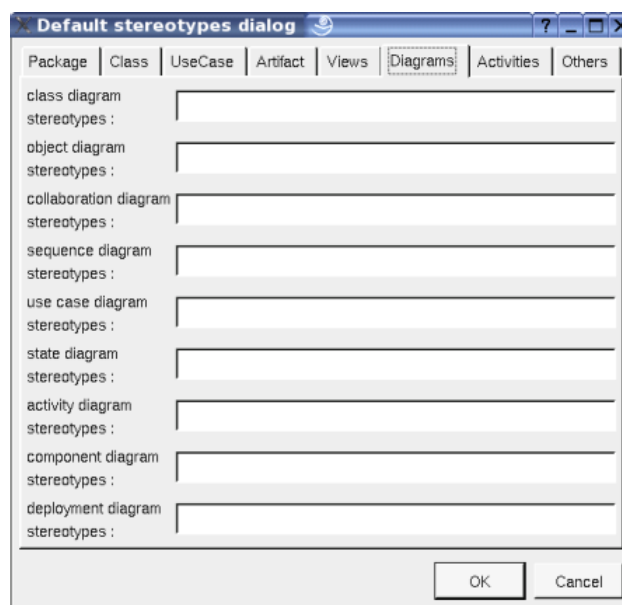 Default stereotypes dialog
Package Class UseCase Artifact Views Diagrams Activities Others
class diagram
stereotypes :
object diagram
stereotypes :
collaboration diagram
stereotypes :
sequence diagram
stereotypes :
use case diagram
stereotypes :
state diagram
stereotypes :
activity diagram
stereotypes :
component diagram
stereotypes :
deployment diagram
stereotypes :
OK Cancel